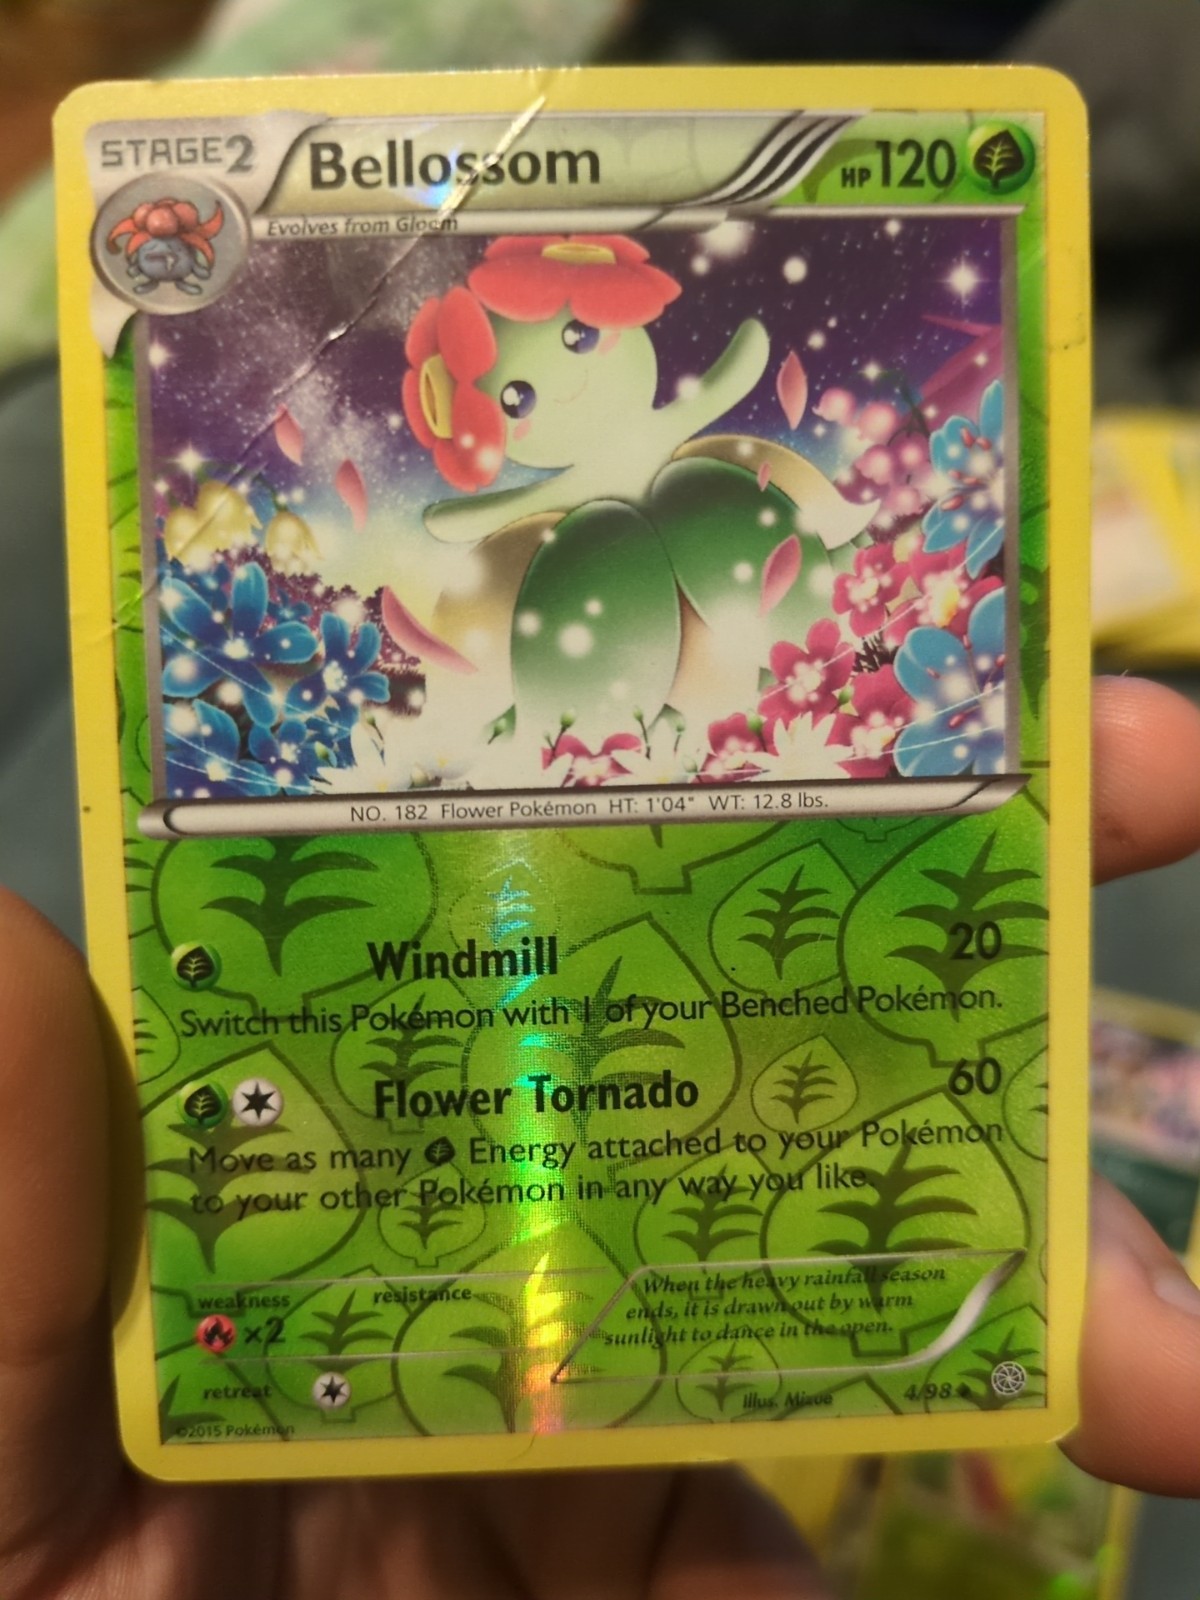 STAGE2 Bellossom HP120
Evolves from Gloom
NO. 182 Flower Pokémon HT: 1'04" WT: 12.8 lbs.
Windmill 20
Switch this Pokémon with 1 of your Benched Pokémon.
Flower Tornado 60
Move as many Energy attached to your Pokémon
to your other Pokémon in any way you like.
weakness resistance
×2
When the heavy rainfall season
ends, it is drawn out by warm
sunlight to dance in the open.
retreat
Illus. Mizue 4/98
©2015 Pokémon